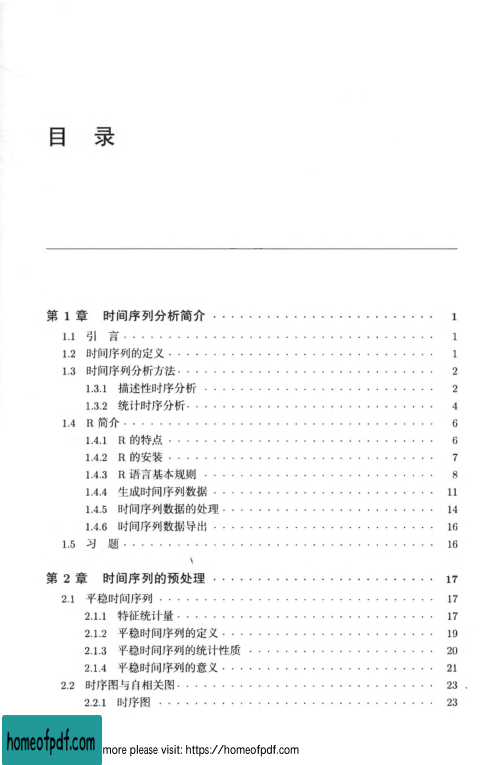 目 录
第 1 章 时间序列分析简介 1
1.1 引 言 1
1.2 时间序列的定义 1
1.3 时间序列分析方法 2
1.3.1 描述性时序分析 2
1.3.2 统计时序分析 4
1.4 R 简介 6
1.4.1 R 的特点 6
1.4.2 R 的安装 7
1.4.3 R 语言基本规则 8
1.4.4 生成时间序列数据 11
1.4.5 时间序列数据的处理 14
1.4.6 时间序列数据导出 16
1.5 习 题 16
第 2 章 时间序列的预处理 17
2.1 平稳时间序列 17
2.1.1 特征统计量 17
2.1.2 平稳时间序列的定义 19
2.1.3 平稳时间序列的统计性质 20
2.1.4 平稳时间序列的意义 21
2.2 时序图与自相关图 23
2.2.1 时序图 23
homeofpdf.com more please visit: https://homeofpdf.com